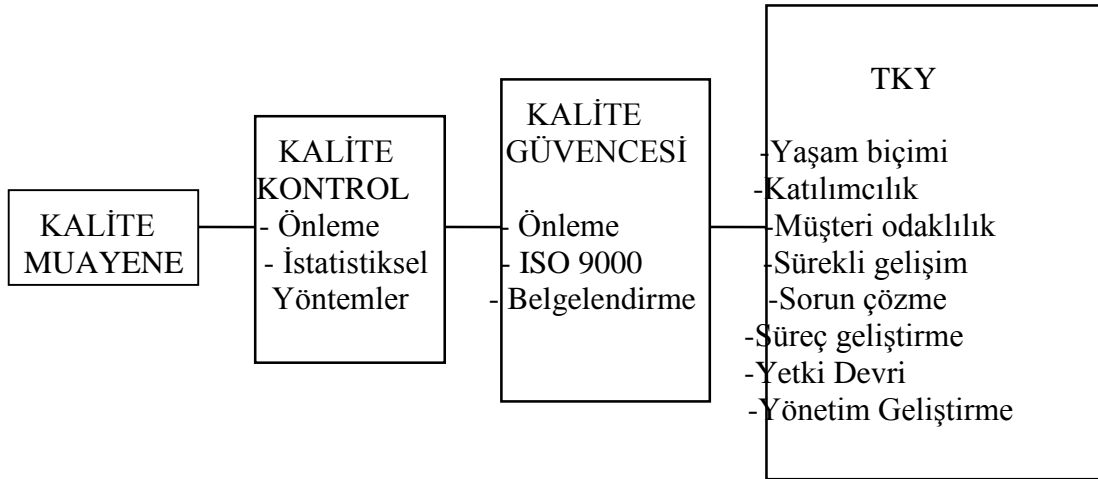 KALİTE
MUAYENE
KALİTE
KONTROL
- Önleme
- İstatistiksel
Yöntemler
KALİTE
GÜVENCESİ
- Önleme
- ISO 9000
- Belgelendirme
TKY
-Yaşam biçimi
-Katılımcılık
-Müşteri odaklılık
-Sürekli gelişim
-Sorun çözme
-Süreç geliştirme
-Yetki Devri
-Yönetim Geliştirme